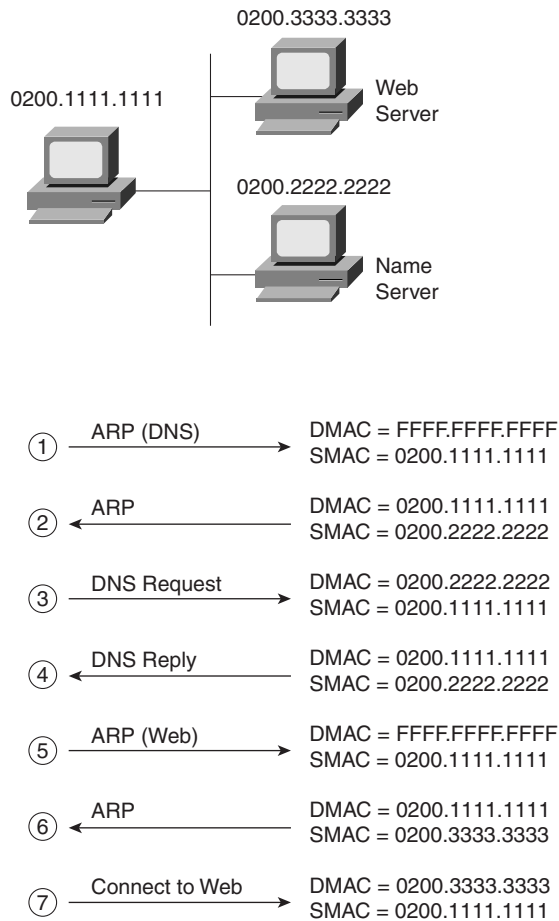 0200.3333.3333
Web
Server
0200.1111.1111
0200.2222.2222
Name
Server
1 ARP (DNS) DMAC = FFFF.FFFF.FFFF
SMAC = 0200.1111.1111
2 ARP DMAC = 0200.1111.1111
SMAC = 0200.2222.2222
3 DNS Request DMAC = 0200.2222.2222
SMAC = 0200.1111.1111
4 DNS Reply DMAC = 0200.1111.1111
SMAC = 0200.2222.2222
5 ARP (Web) DMAC = FFFF.FFFF.FFFF
SMAC = 0200.1111.1111
6 ARP DMAC = 0200.1111.1111
SMAC = 0200.3333.3333
7 Connect to Web DMAC = 0200.3333.3333
SMAC = 0200.1111.1111